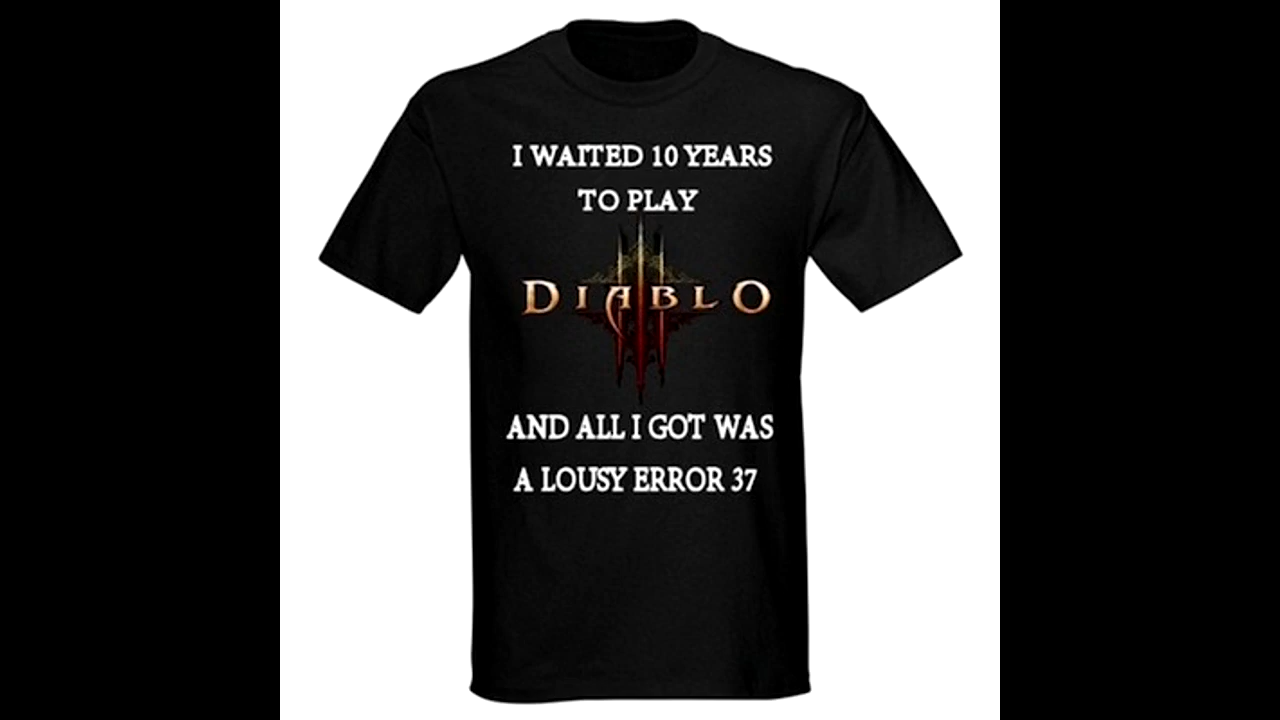 I WAITED 10 YEARS
TO PLAY
DIABLO
AND ALL I GOT WAS
A LOUSY ERROR 37